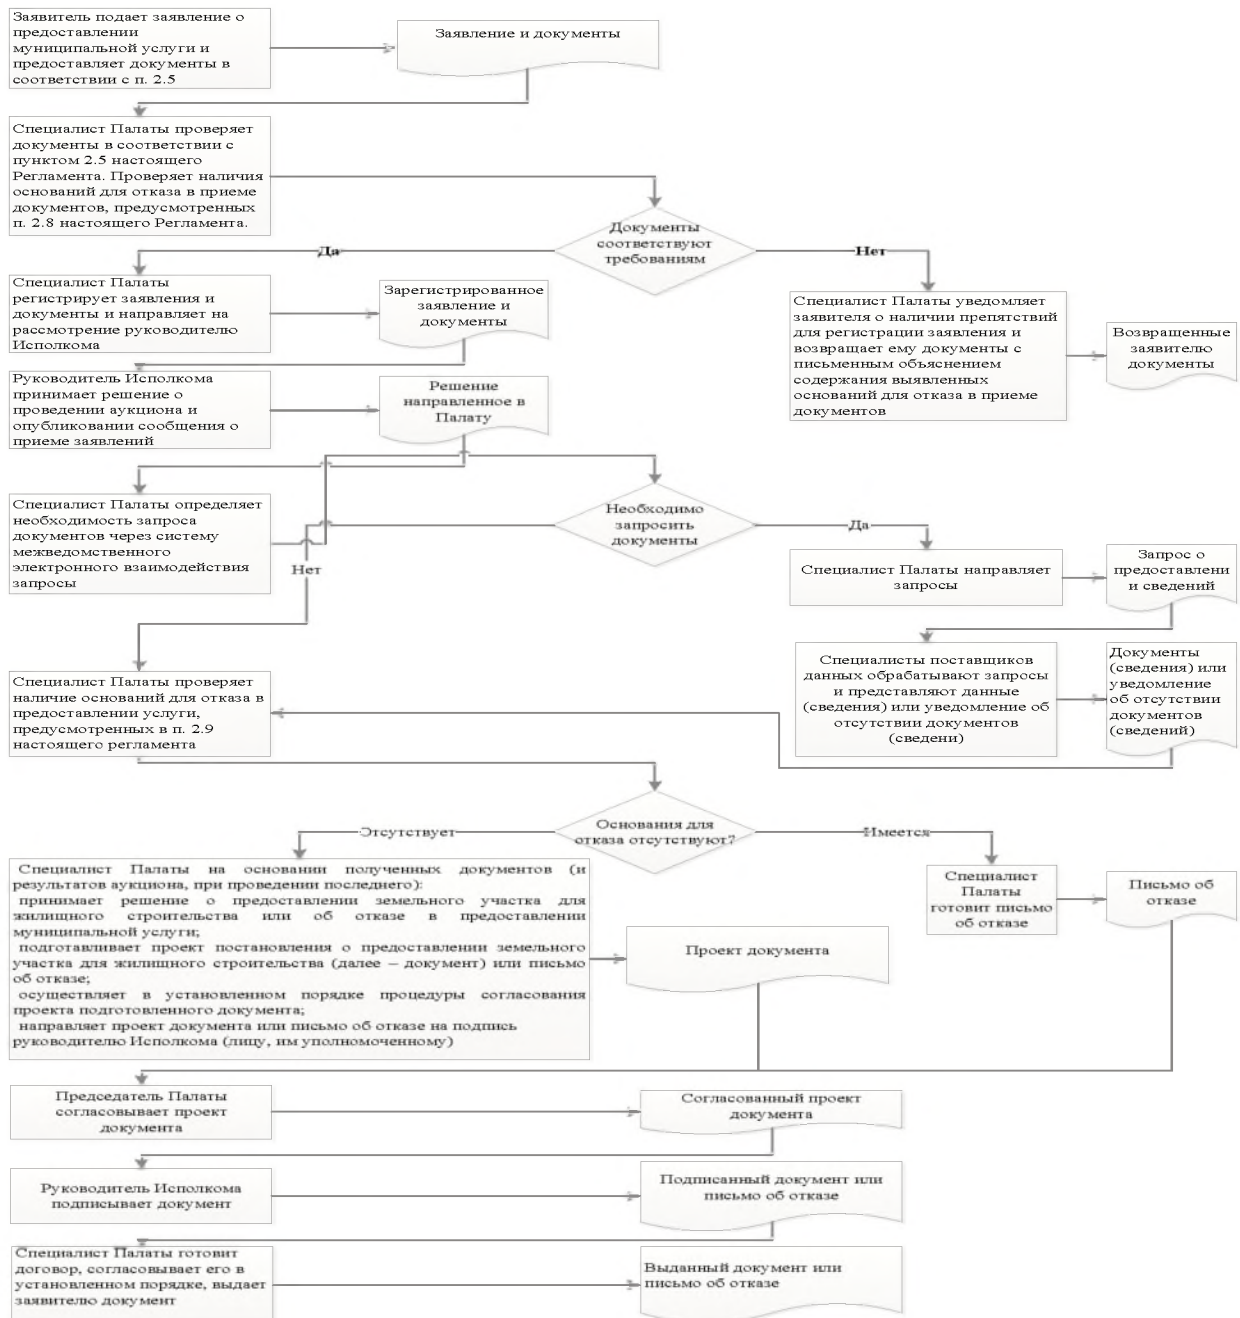 Заявитель подает заявление о
предоставлении
муниципальной услуги и
предоставляет документы в
соответствии с п. 2.5
Заявление и документы
Специалист Палаты проверяет
документы в соответствии с
пунктом 2.5 настоящего
Регламента. Проверяет наличия
оснований для отказа в приеме
документов, предусмотренных
п. 2.8 настоящего Регламента.
Документы
соответствуют
требованиям
Да
Нет
Специалист Палаты
регистрирует заявления и
документы и направляет на
рассмотрение руководителю
Исполкома
Зарегистрированное
заявление и
документы
Специалист Палаты уведомляет
заявителя о наличии препятствий
для регистрации заявления и
возвращает ему документы с
письменным объяснением
содержания выявленных
оснований для отказа в приеме
документов
Возвращенные
заявителю
документы
Руководитель Исполкома
принимает решение о
проведении аукциона и
опубликовании сообщения о
приеме заявлений
Решение
направленное в
Палату
Специалист Палаты определяет
необходимость запроса
документов через систему
межведомственного
электронного взаимодействия
запросы
Необходимо
запросить
документы
Да
Нет
Специалист Палаты направляет
запросы
Запрос о
предоставлени
и сведений
Специалисты поставщиков
данных обрабатывают запросы
и представляют данные
(сведения) или уведомление об
отсутствии документов
(сведени)
Документы
(сведения) или
уведомление
об отсутствии
документов
(сведений)
Специалист Палаты проверяет
наличие оснований для отказа в
предоставлении услуги,
предусмотренных в п. 2.9
настоящего регламента
Основания для
отказа отсутствуют?
Отсутствует
Имеется
Специалист Палаты на основании полученных документов (и
результатов аукциона, при проведении последнего):
принимает решение о предоставлении земельного участка для
жилищного строительства или об отказе в предоставлении
муниципальной услуги;
подготавливает проект постановления о предоставлении земельного
участка для жилищного строительства (далее – документ) или письмо
об отказе;
осуществляет в установленном порядке процедуры согласования
проекта подготовленного документа;
направляет проект документа или письмо об отказе на подпись
руководителю Исполкома (лицу, им уполномоченному)
Проект документа
Специалист
Палаты
готовит письмо
об отказе
Письмо об
отказе
Председатель Палаты
согласовывает проект
документа
Согласованный проект
документа
Руководитель Исполкома
подписывает документ
Подписанный документ или
письмо об отказе
Специалист Палаты готовит
договор, согласовывает его в
установленном порядке, выдает
заявителю документ
Выданный документ или
письмо об отказе